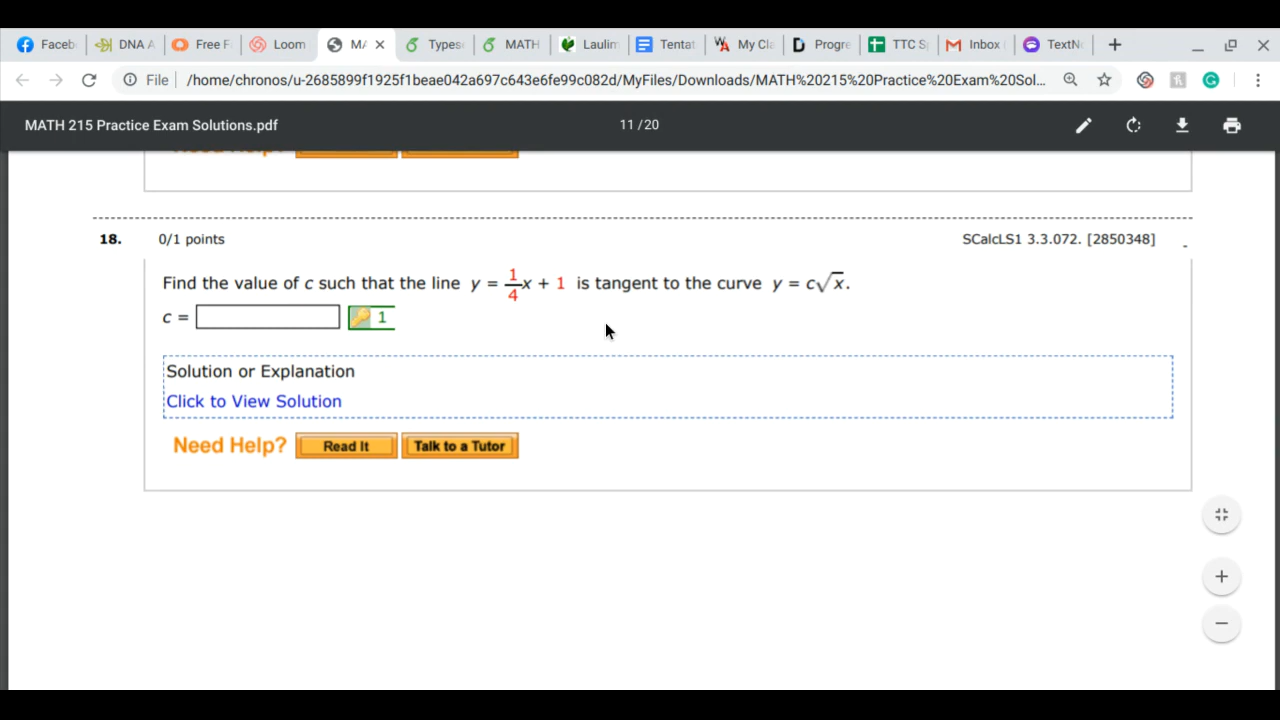 Faceb DNA A Free F Loom MA Types MATH Laulim Tentat My Cla Progre TTC S Inbox TextN
File /home/chronos/u-2685899f1925f1beae042a697c643e6fe99c082d/MyFiles/Downloads/MATH%20215%20Practice%20Exam%20Sol...
MATH 215 Practice Exam Solutions.pdf 11 / 20
18. 0/1 points SCalcLS1 3.3.072. [2850348]
Find the value of c such that the line y = 1/4 x + 1 is tangent to the curve y = c√x.
c = 1
Solution or Explanation
Click to View Solution
Need Help? Read It Talk to a Tutor